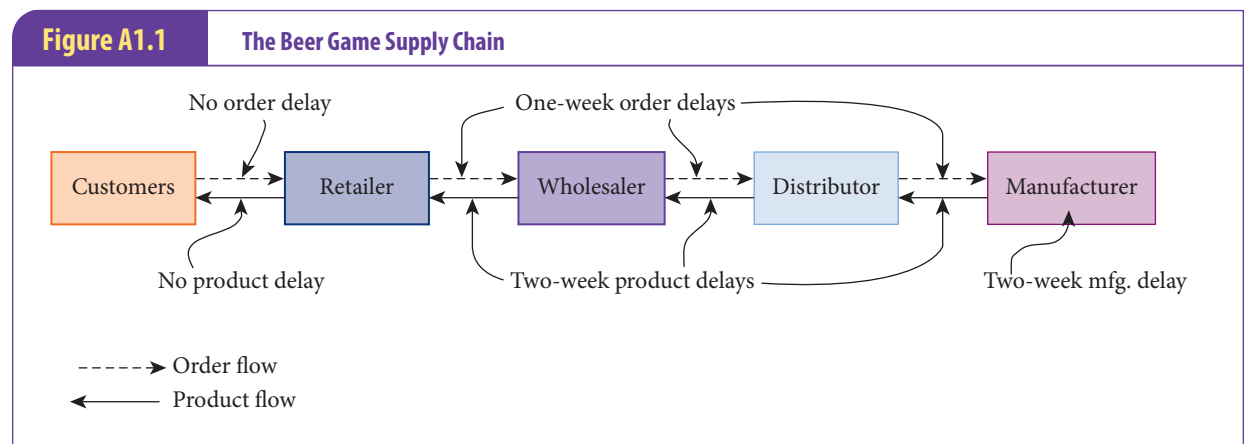 Figure A1.1
The Beer Game Supply Chain
No order delay
One-week order delays
Customers
Retailer
Wholesaler
Distributor
Manufacturer
No product delay
Two-week product delays
Two-week mfg. delay
Order flow
Product flow